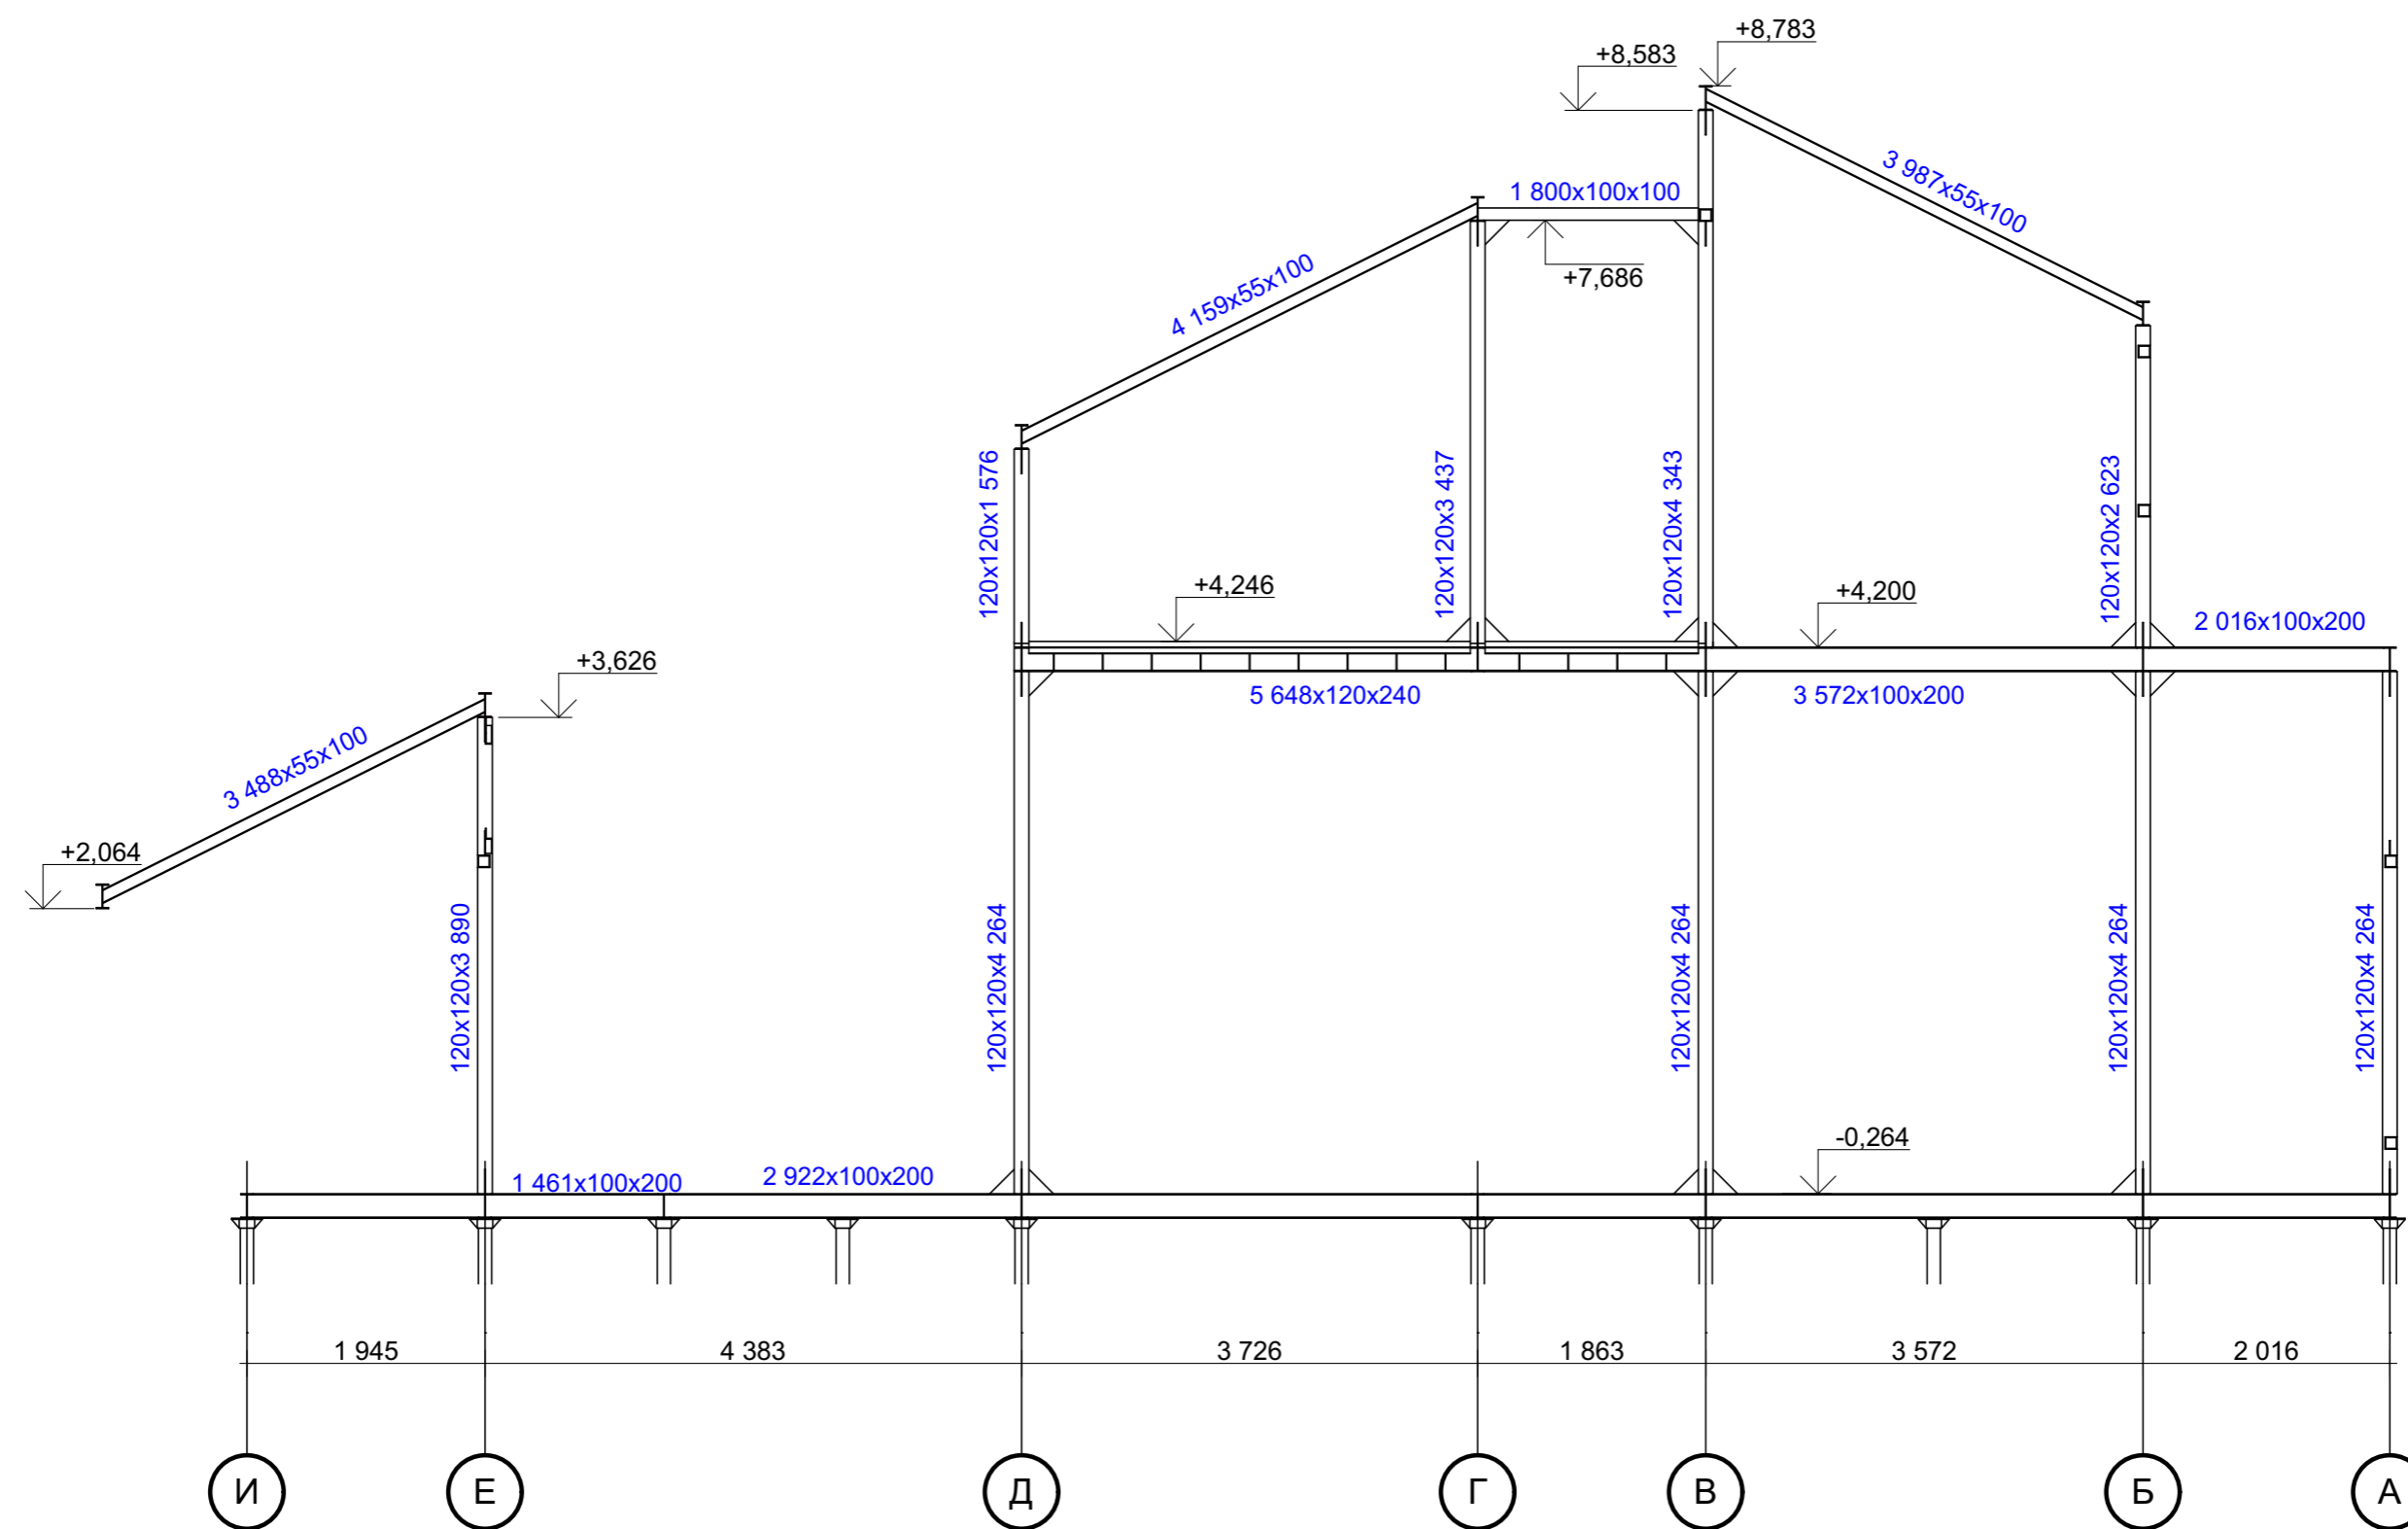 +8,783
+8,583
3 987x55x100
1 800x100x100
+7,686
4 159x55x100
120x120x1 576
120x120x3 437
120x120x4 343
120x120x2 623
+4,246
+4,200
2 016x100x200
+3,626
5 648x120x240
3 572x100x200
3 488x55x100
+2,064
120x120x3 890
120x120x4 264
120x120x4 264
120x120x4 264
120x120x4 264
-0,264
1 461x100x200
2 922x100x200
1 945
4 383
3 726
1 863
3 572
2 016
И
Е
Д
Г
В
Б
А